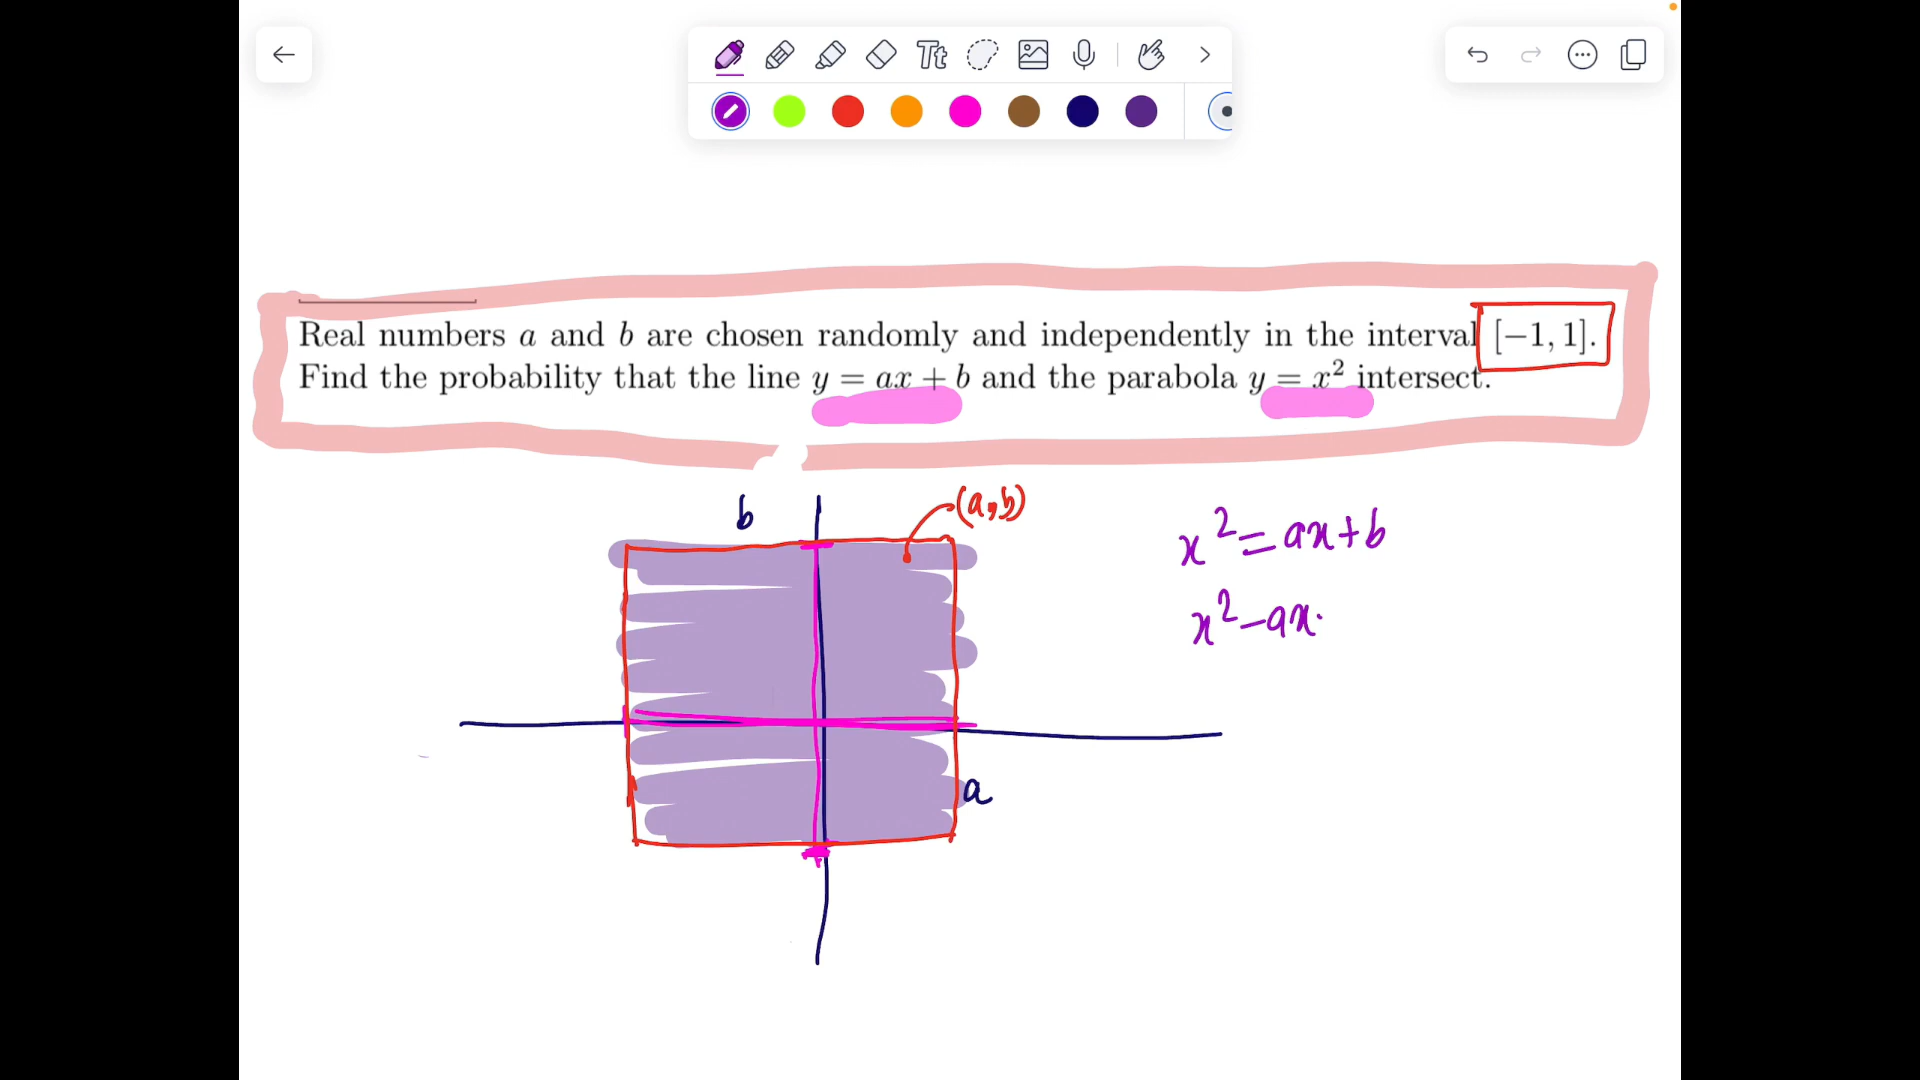 Tt
Real numbers a and b are chosen randomly and independently in the interval [−1, 1].
Find the probability that the line y = ax + b and the parabola y = x² intersect.
b
(a,b)
x² = ax+b
x² − ax
a